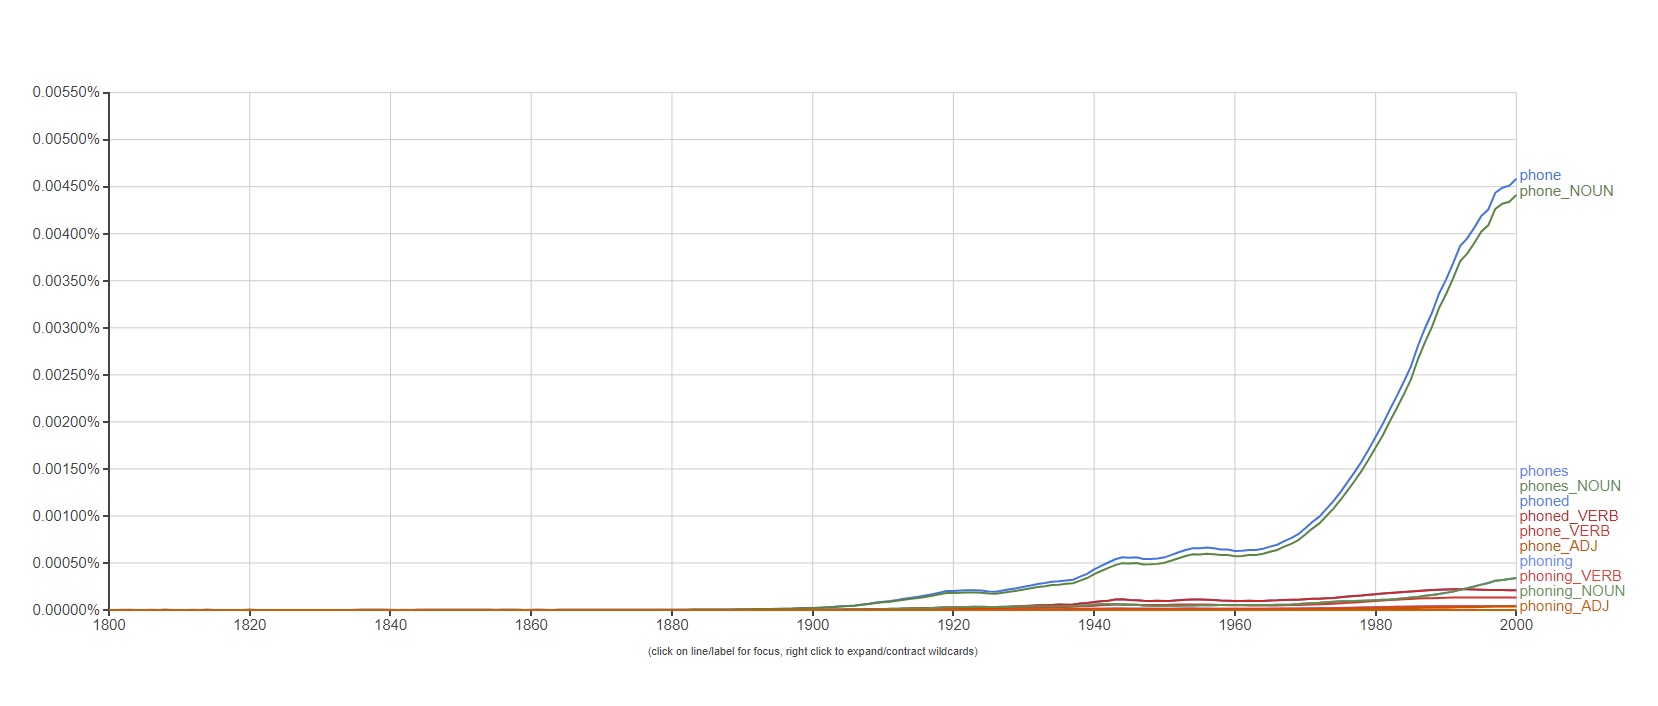 0.00550%
0.00500%
0.00450%
0.00400%
0.00350%
0.00300%
0.00250%
0.00200%
0.00150%
0.00100%
0.00050%
0.00000%
1800 1820 1840 1860 1880 1900 1920 1940 1960 1980 2000
phone
phone_NOUN
phones
phones_NOUN
phoned
phoned_VERB
phone_VERB
phone_ADJ
phoning
phoning_VERB
phoning_NOUN
phoning_ADJ
(click on line/label for focus, right click to expand/contract wildcards)